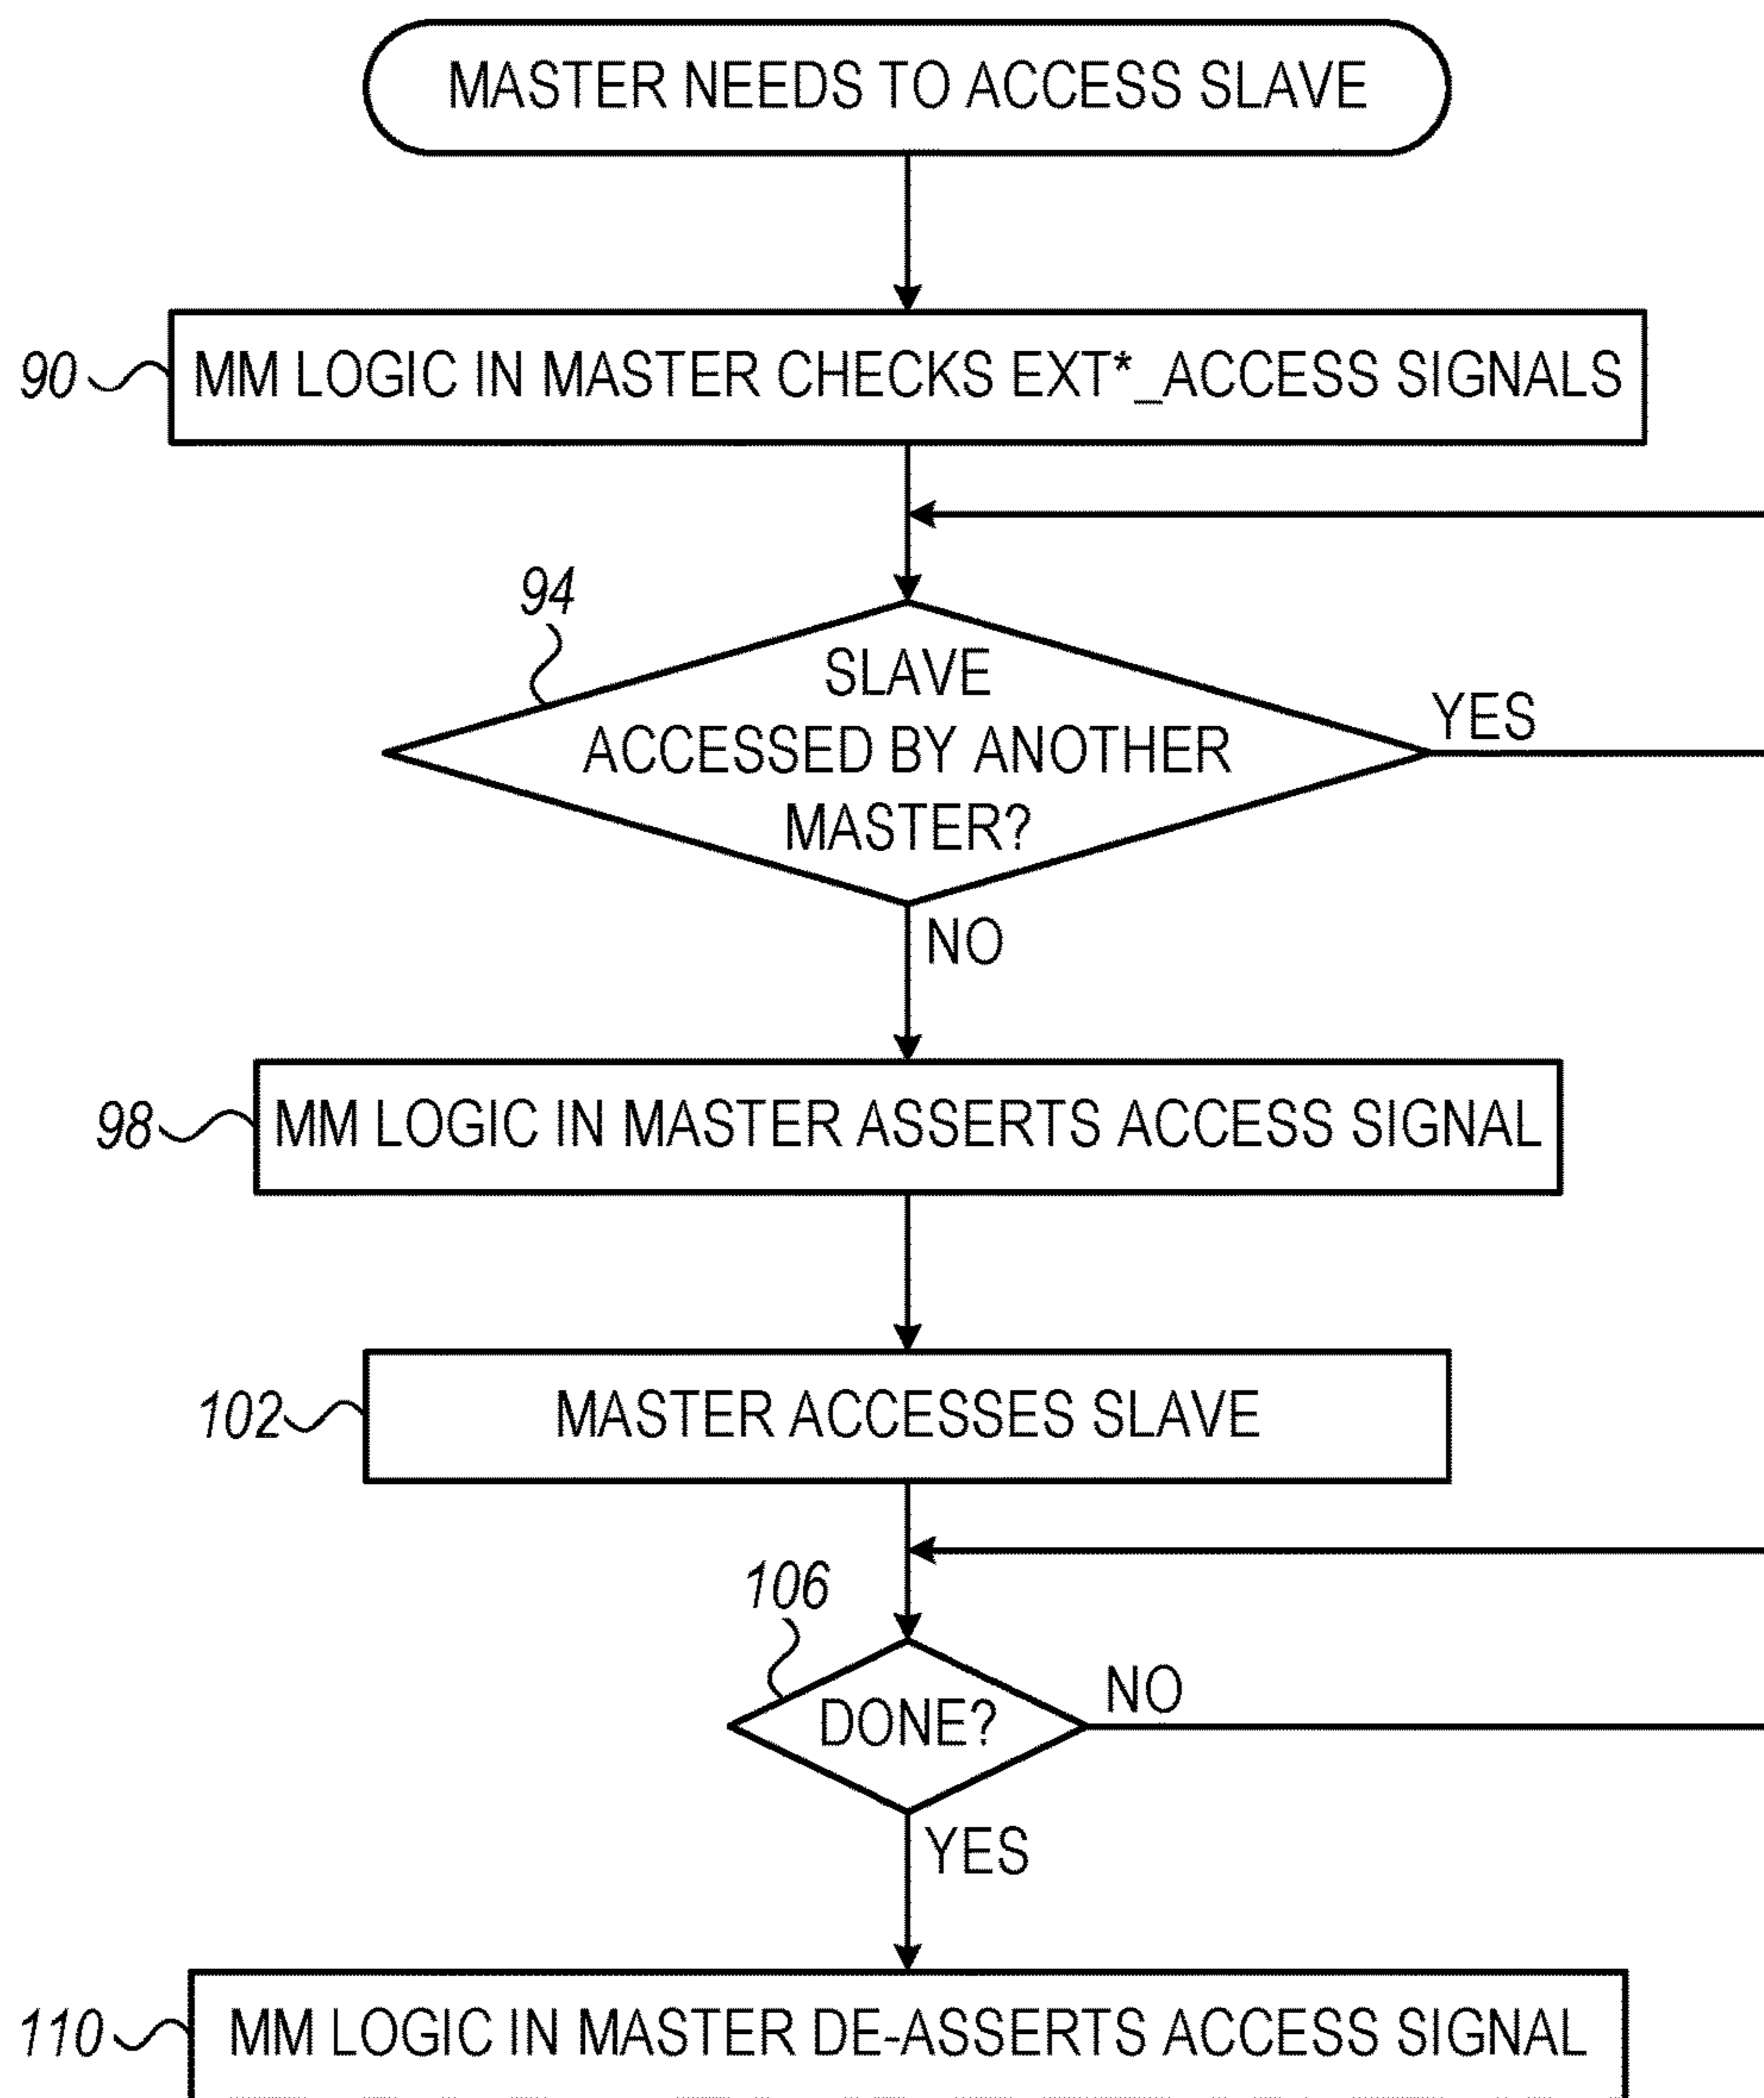 MASTER NEEDS TO ACCESS SLAVE
90
MM LOGIC IN MASTER CHECKS EXT*_ACCESS SIGNALS
94
SLAVE
ACCESSED BY ANOTHER
MASTER?
YES
NO
98
MM LOGIC IN MASTER ASSERTS ACCESS SIGNAL
102
MASTER ACCESSES SLAVE
106
DONE?
NO
YES
110
MM LOGIC IN MASTER DE-ASSERTS ACCESS SIGNAL